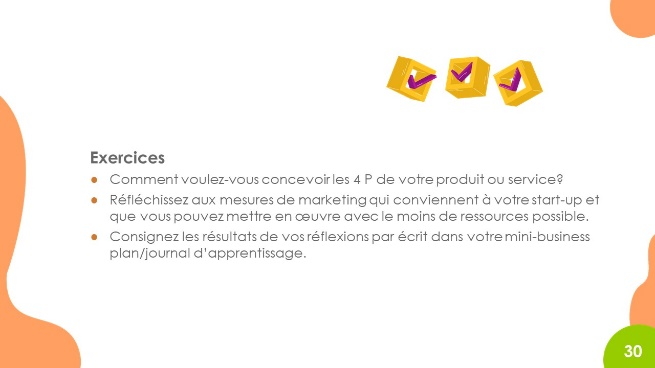 Exercices
● Comment voulez-vous concevoir les 4 P de votre produit ou service?
● Réfléchissez aux mesures de marketing qui conviennent à votre start-up et
que vous pouvez mettre en œuvre avec le moins de ressources possible.
● Consignez les résultats de vos réflexions par écrit dans votre mini-business
plan/journal d’apprentissage.
30